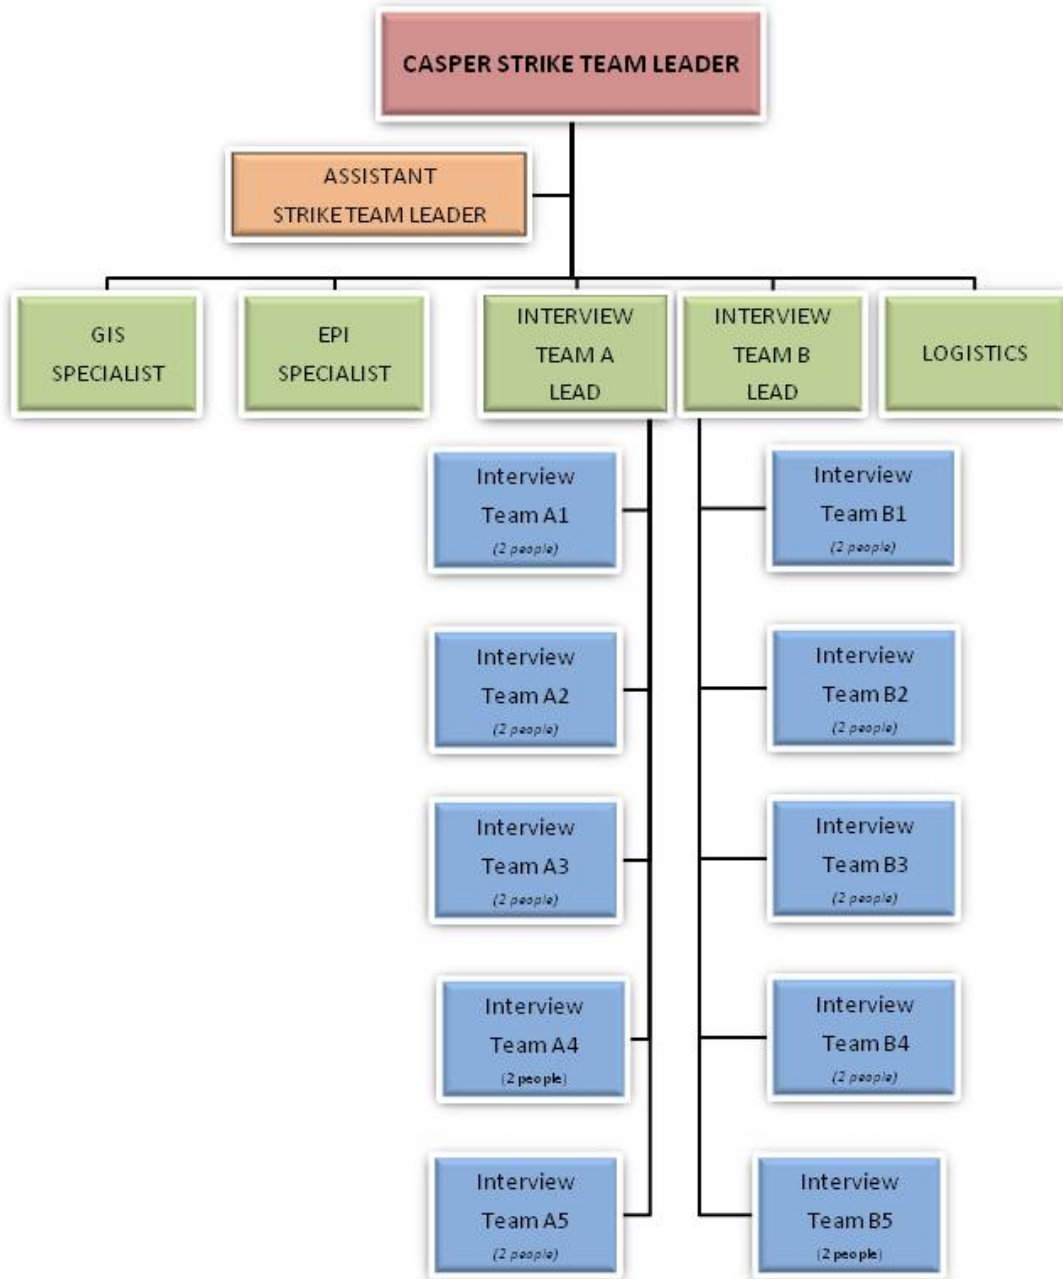 CASPER STRIKE TEAM LEADER
ASSISTANT
STRIKE TEAM LEADER
GIS
SPECIALIST
EPI
SPECIALIST
INTERVIEW
TEAM A
LEAD
INTERVIEW
TEAM B
LEAD
LOGISTICS
Interview
Team A1
(2 people)
Interview
Team B1
(2 people)
Interview
Team A2
(2 people)
Interview
Team B2
(2 people)
Interview
Team A3
(2 people)
Interview
Team B3
(2 people)
Interview
Team A4
(2 people)
Interview
Team B4
(2 people)
Interview
Team A5
(2 people)
Interview
Team B5
(2 people)